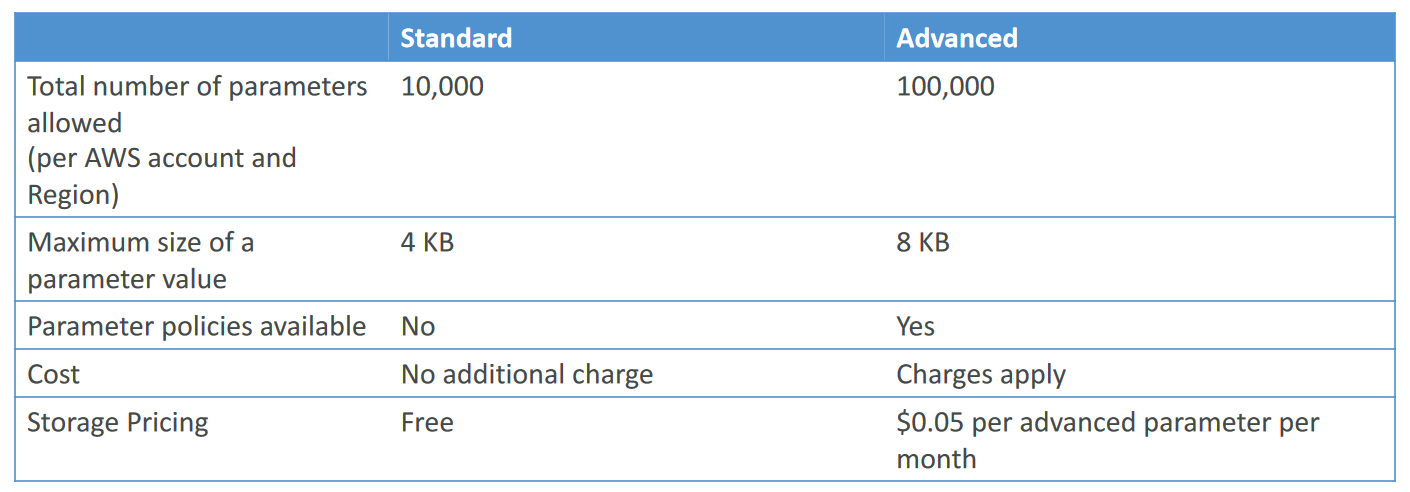 Standard Advanced
Total number of parameters 10,000 100,000
allowed
(per AWS account and
Region)
Maximum size of a 4 KB 8 KB
parameter value
Parameter policies available No Yes
Cost No additional charge Charges apply
Storage Pricing Free $0.05 per advanced parameter per
month